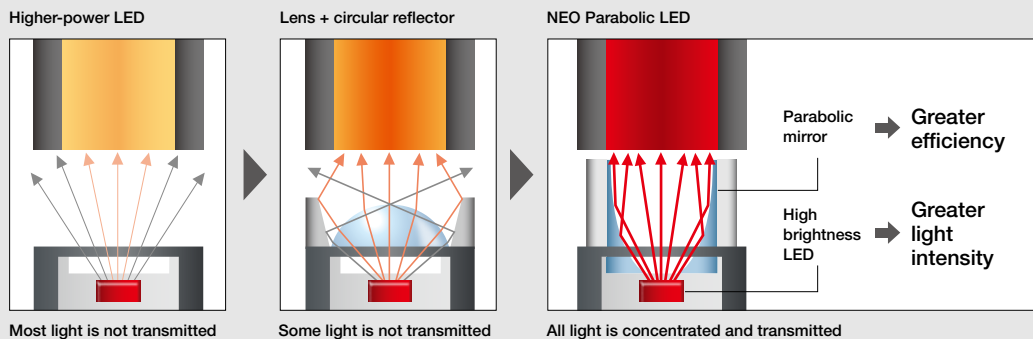 Higher-power LED
Most light is not transmitted
Lens + circular reflector
Some light is not transmitted
NEO Parabolic LED
Parabolic
mirror
Greater
efficiency
High
brightness
LED
Greater
light
intensity
All light is concentrated and transmitted